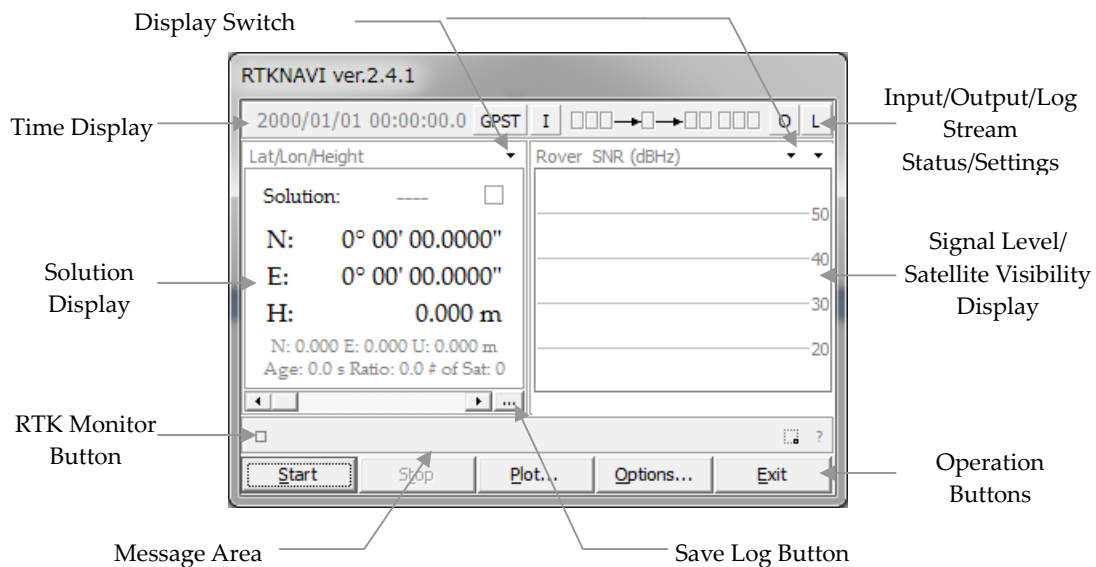 Display Switch
RTKNAVI ver.2.4.1
Input/Output/Log
Stream
Status/Settings
Time Display
2000/01/01 00:00:00.0 GPST I O L
Lat/Lon/Height
Rover SNR (dBHz)
Solution: ----
50
N: 0° 00' 00.0000"
Signal Level/
Satellite Visibility
Display
40
Solution
Display
E: 0° 00' 00.0000"
30
H: 0.000 m
N: 0.000 E: 0.000 U: 0.000 m
20
Age: 0.0 s Ratio: 0.0 # of Sat: 0
...
RTK Monitor
Button
?
Start Stop Plot... Options... Exit
Operation
Buttons
Message Area
Save Log Button